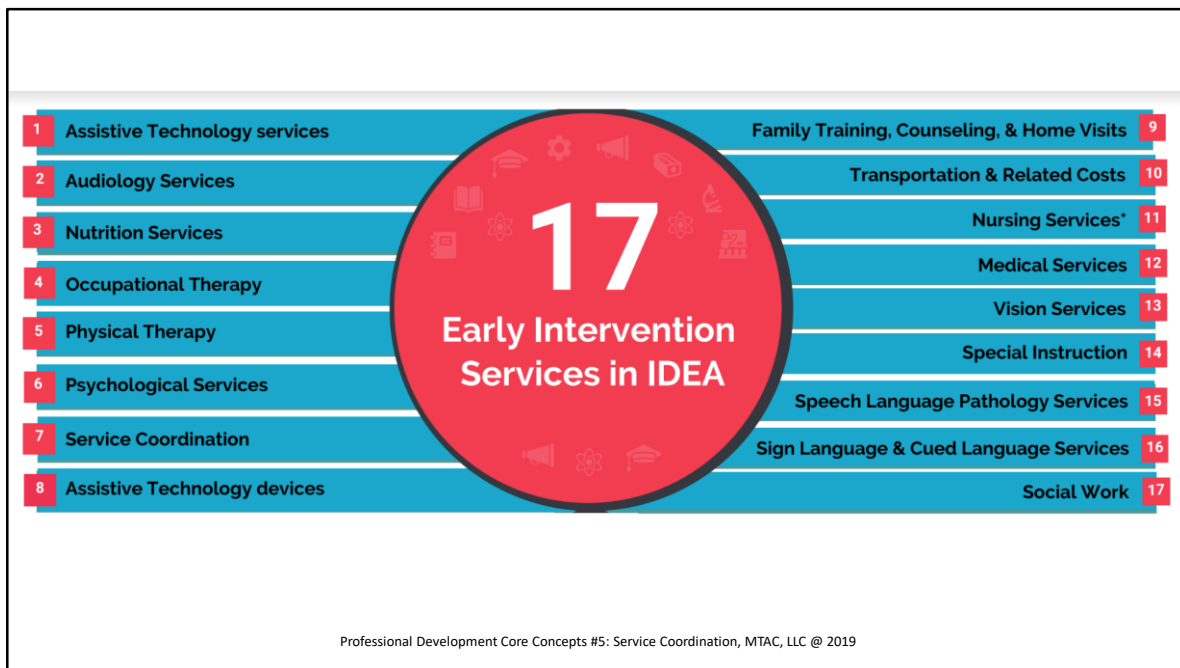 1 Assistive Technology services
2 Audiology Services
3 Nutrition Services
4 Occupational Therapy
5 Physical Therapy
6 Psychological Services
7 Service Coordination
8 Assistive Technology devices
17
Early Intervention
Services in IDEA
Family Training, Counseling, & Home Visits 9
Transportation & Related Costs 10
Nursing Services* 11
Medical Services 12
Vision Services 13
Special Instruction 14
Speech Language Pathology Services 15
Sign Language & Cued Language Services 16
Social Work 17
Professional Development Core Concepts #5: Service Coordination, MTAC, LLC @ 2019